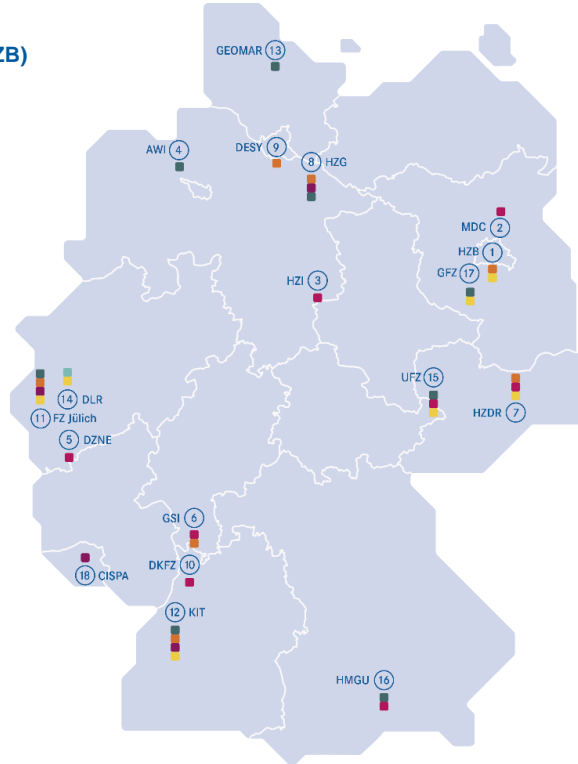 ZB)
GEOMAR 13
AWI 4
DESY 9
8 HZG
MDC 2
HZB 1
GFZ 17
HZI 3
14 DLR
11 FZ Jülich
5 DZNE
UFZ 15
HZDR 7
GSI 6
DKFZ 10
18 CISPA
12 KIT
HMGU 16